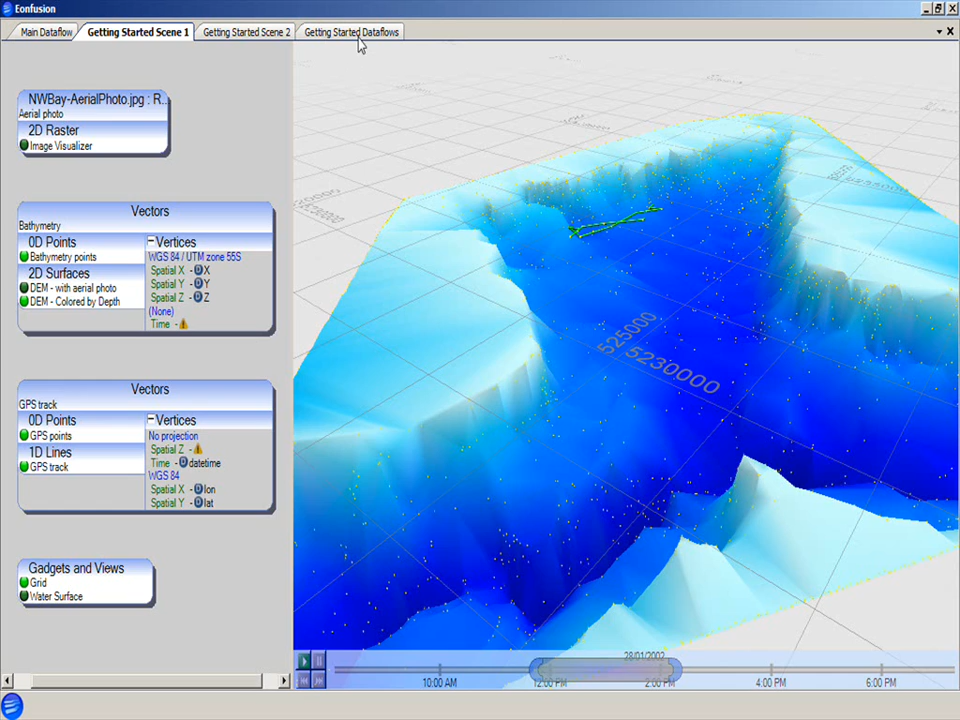 Eonfusion
Main Dataflow
Getting Started Scene 1
Getting Started Scene 2
Getting Started Dataflows
NWBay-AerialPhoto.jpg : R...
Aerial photo
2D Raster
Image Visualizer
Vectors
Bathymetry
0D Points
Bathymetry points
2D Surfaces
DEM - with aerial photo
DEM - Colored by Depth
Vertices
WGS 84 / UTM zone 55S
Spatial X - D X
Spatial Y - D Y
Spatial Z - D Z
(None)
Time -
Vectors
GPS track
0D Points
GPS points
1D Lines
GPS track
Vertices
No projection
Spatial Z -
Time - D datetime
WGS 84
Spatial X - D lon
Spatial Y - D lat
Gadgets and Views
Grid
Water Surface
525000
5230000
28/01/2002
10:00 AM
12:00 PM
2:00 PM
4:00 PM
6:00 PM